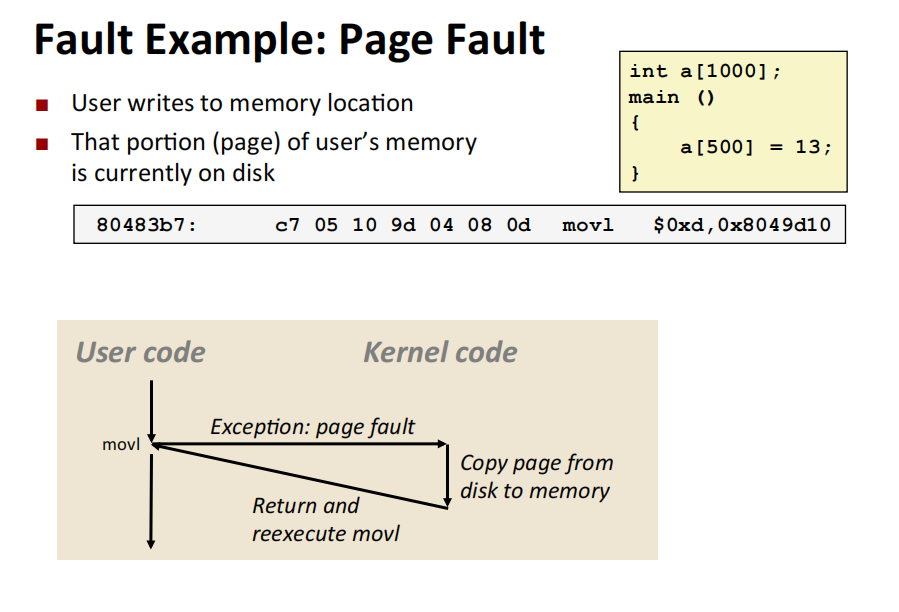 Fault Example: Page Fault
User writes to memory location
That portion (page) of user’s memory
is currently on disk
int a[1000];
main ()
{
    a[500] = 13;
}
80483b7:      c7 05 10 9d 04 08 0d  movl   $0xd,0x8049d10
User code
Kernel code
Exception: page fault
movl
Copy page from
disk to memory
Return and
reexecute movl